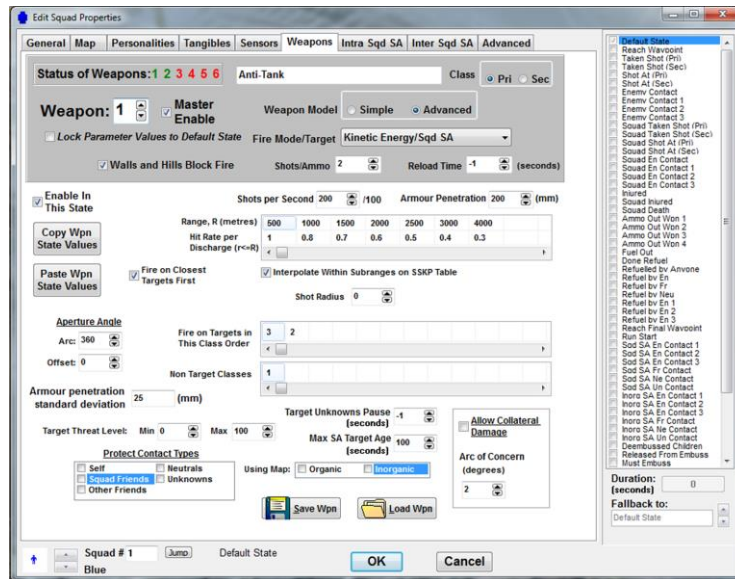 Edit Squad Properties
General Map Personalities Tangibles Sensors Weapons Intra Sqd SA Inter Sqd SA Advanced
Status of Weapons: 1 2 3 4 5 6 Anti-Tank Class Pri Sec
Weapon: 1 Master Enable Weapon Model Simple Advanced
Lock Parameter Values to Default State Fire Mode/Target Kinetic Energy/Sqd SA
Walls and Hills Block Fire Shots/Ammo 2 Reload Time -1 (seconds)
Enable In This State Shots per Second 200 /100 Armour Penetration 200 (mm)
Copy Wpn State Values Range, R (metres) 500 1000 1500 2000 2500 3000 4000
Hit Rate per Discharge (r<=R) 1 0.8 0.7 0.6 0.5 0.4 0.3
Paste Wpn State Values Fire on Closest Targets First Interpolate Within Subranges on SSKP Table
Shot Radius 0
Aperture Angle
Arc: 360 Fire on Targets in This Class Order 3 2
Offset: 0
Non Target Classes 1
Armour penetration standard deviation 25 (mm)
Target Unknowns Pause (seconds) -1 Allow Collateral Damage
Target Threat Level: Min 0 Max 100 Max SA Target Age (seconds) 100
Arc of Concern (degrees)
2
Protect Contact Types
Self Neutrals Using Map: Organic Inorganic
Squad Friends Unknowns
Other Friends
Save Wpn Load Wpn
Squad # 1 Jump Default State
Blue
OK Cancel
Default State
Reach Waypoint
Taken Shot (Pri)
Taken Shot (Sec)
Shot At (Pri)
Shot At (Sec)
Enemy Contact
Enemy Contact 1
Enemy Contact 2
Enemy Contact 3
Squad Taken Shot (Pri)
Squad Taken Shot (Sec)
Squad Shot At (Pri)
Squad Shot At (Sec)
Squad En Contact
Squad En Contact 1
Squad En Contact 2
Squad En Contact 3
Injured
Squad Injured
Squad Death
Ammo Out Wpn 1
Ammo Out Wpn 2
Ammo Out Wpn 3
Ammo Out Wpn 4
Fuel Out
Done Refuel
Refuelled by Anyone
Refuel by En
Refuel by Fr
Refuel by Neu
Refuel by En 1
Refuel by En 2
Refuel by En 3
Reach Final Waypoint
Run Start
Sqd SA En Contact 1
Sqd SA En Contact 2
Sqd SA En Contact 3
Sqd SA Fr Contact
Sqd SA Ne Contact
Sqd SA Un Contact
Inorg SA En Contact 1
Inorg SA En Contact 2
Inorg SA En Contact 3
Inorg SA Fr Contact
Inorg SA Ne Contact
Inorg SA Un Contact
Deembussed Children
Released From Embuss
Must Embuss
Duration: (seconds) 0
Fallback to:
Default State